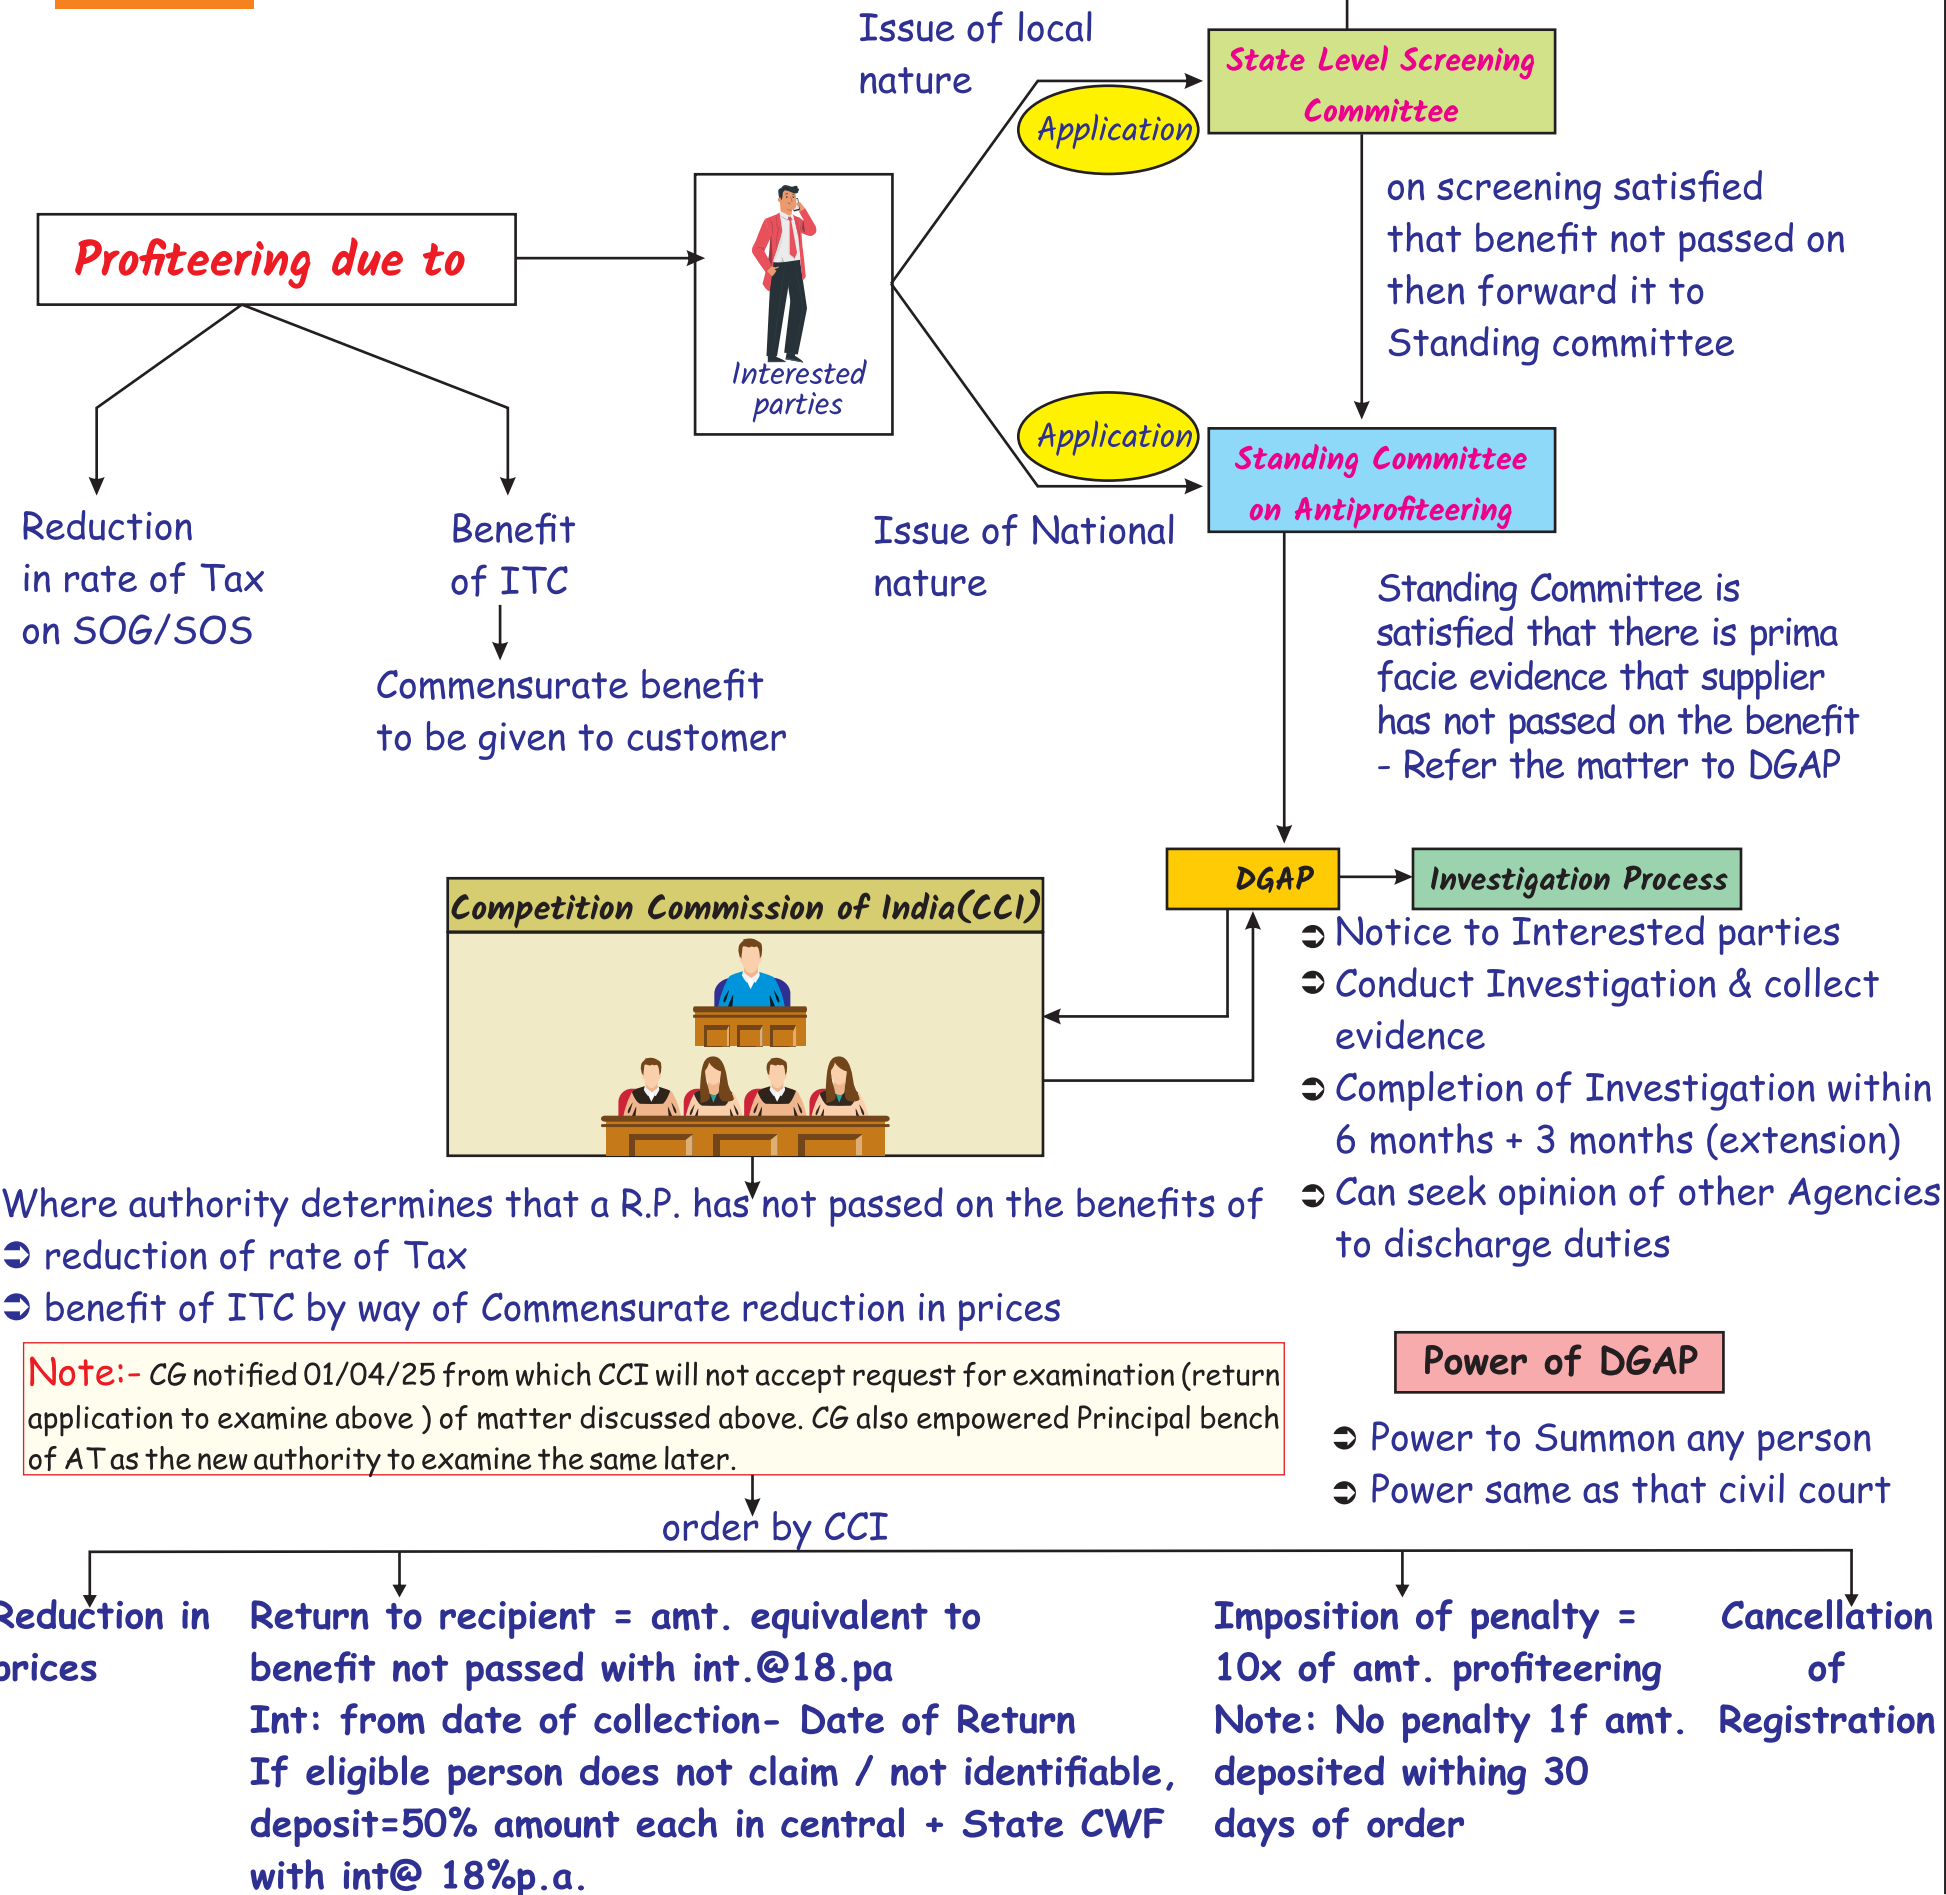 Issue of local
nature
Application
State Level Screening
Committee
on screening satisfied
that benefit not passed on
then forward it to
Standing committee
Profiteering due to
Interested
parties
Reduction
in rate of Tax
on SOG/SOS
Benefit
of ITC
Commensurate benefit
to be given to customer
Application
Issue of National
nature
Standing Committee
on Antiprofiteering
Standing Committee is
satisfied that there is prima
facie evidence that supplier
has not passed on the benefit
- Refer the matter to DGAP
DGAP
Investigation Process
Notice to Interested parties
Conduct Investigation & collect
evidence
Completion of Investigation within
6 months + 3 months (extension)
Can seek opinion of other Agencies
to discharge duties
Competition Commission of India(CCI)
Where authority determines that a R.P. has not passed on the benefits of
reduction of rate of Tax
benefit of ITC by way of Commensurate reduction in prices
Note:- CG notified 01/04/25 from which CCI will not accept request for examination (return
application to examine above ) of matter discussed above. CG also empowered Principal bench
of AT as the new authority to examine the same later.
Power of DGAP
Power to Summon any person
Power same as that civil court
order by CCI
Reduction in
prices
Return to recipient = amt. equivalent to
benefit not passed with int.@18.pa
Int: from date of collection- Date of Return
If eligible person does not claim / not identifiable,
deposit=50% amount each in central + State CWF
with int@ 18%p.a.
Imposition of penalty =
10x of amt. profiteering
Note: No penalty 1f amt.
deposited withing 30
days of order
Cancellation
of
Registration